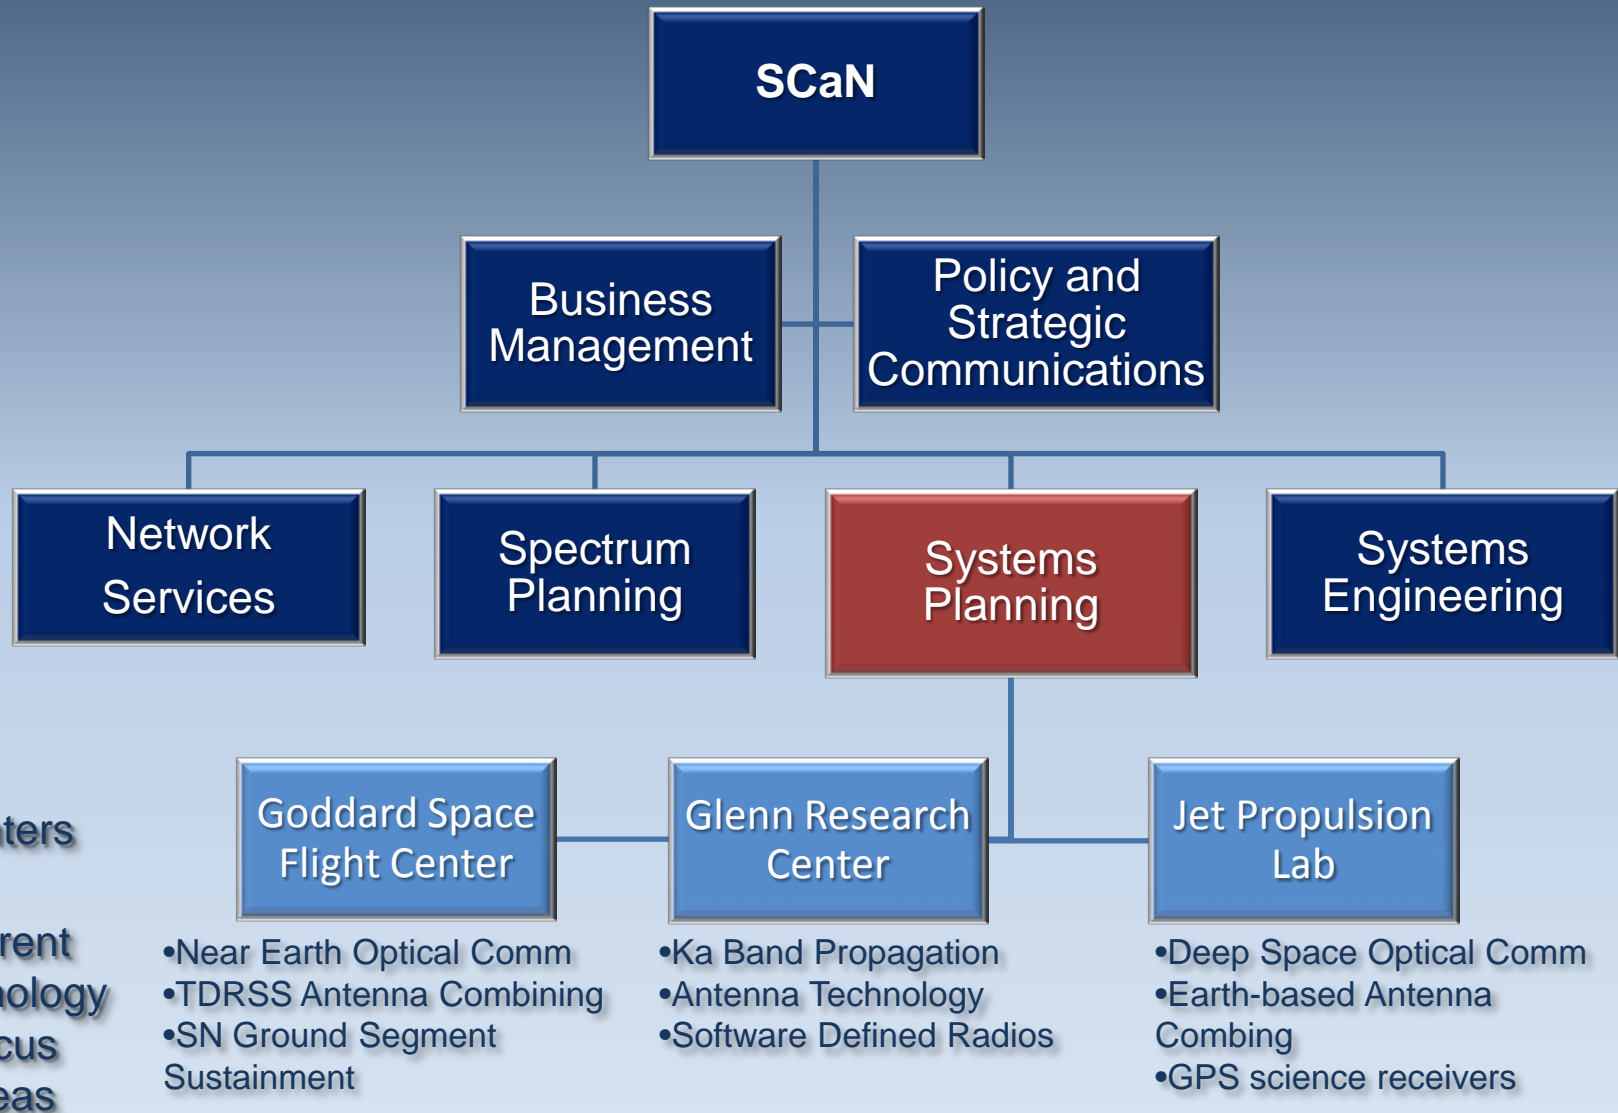 SCaN
Business
Management
Policy and
Strategic
Communications
Network
Services
Spectrum
Planning
Systems
Planning
Systems
Engineering
Goddard Space
Flight Center
Glenn Research
Center
Jet Propulsion
Lab
•Near Earth Optical Comm
•TDRSS Antenna Combining
•SN Ground Segment
Sustainment
•Ka Band Propagation
•Antenna Technology
•Software Defined Radios
•Deep Space Optical Comm
•Earth-based Antenna
Combing
•GPS science receivers